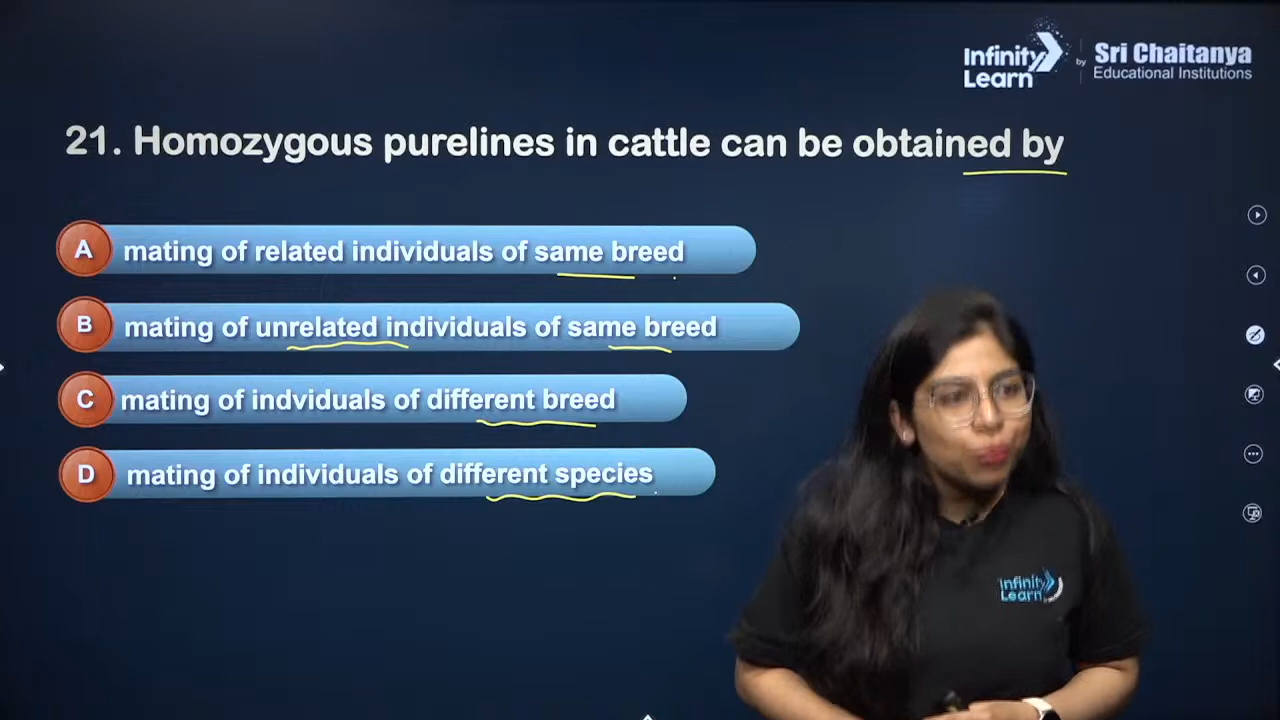 Infinity Learn by Sri Chaitanya Educational Institutions
21. Homozygous purelines in cattle can be obtained by
A mating of related individuals of same breed
B mating of unrelated individuals of same breed
C mating of indviduals of different breed
D mating of individuals of different species
Infinity
Learn